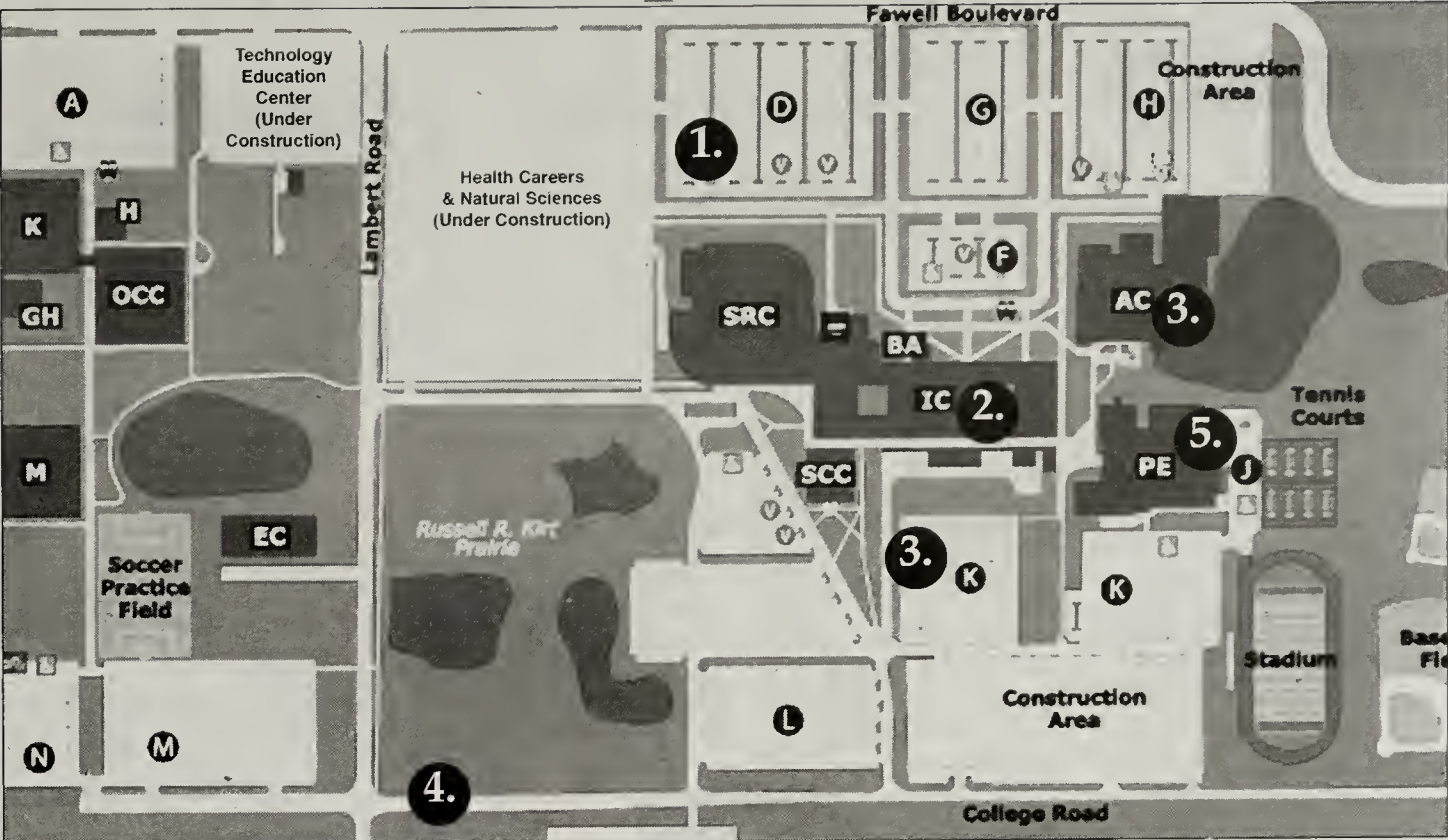 Fawell Boulevard
A
Technology
Education
Center
(Under
Construction)
Lambert Road
Health Careers
& Natural Sciences
(Under Construction)
1.
D
V
V
G
H
V
Construction
Area
K
H
OCC
GH
SRC
BA
F
V
AC
3.
IC
2.
Tennis
Courts
M
EC
Soccer
Practice
Field
Russell R. Kirt
Prairie
SCC
V
V
PE
5.
J
3.
K
K
Stadium
N
M
L
Construction
Area
4.
College Road